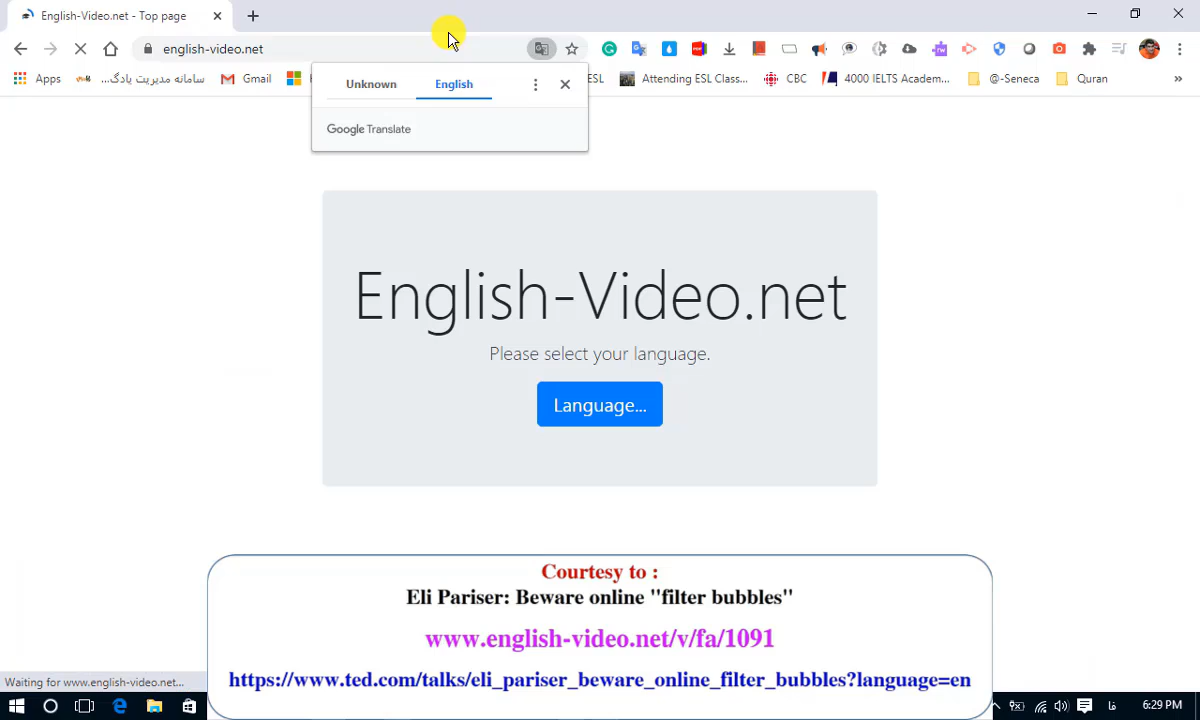 English-Video.net - Top page
english-video.net
Apps
سامانه مدیریت یادگ...
Gmail
ESL
Attending ESL Class...
CBC
4000 IELTS Academ...
@-Seneca
Quran
»
Unknown
English
Google Translate
English-Video.net
Please select your language.
Language...
Courtesy to :
Eli Pariser: Beware online "filter bubbles"
www.english-video.net/v/fa/1091
https://www.ted.com/talks/eli_pariser_beware_online_filter_bubbles?language=en
Waiting for www.english-video.net...
فا
6:29 PM